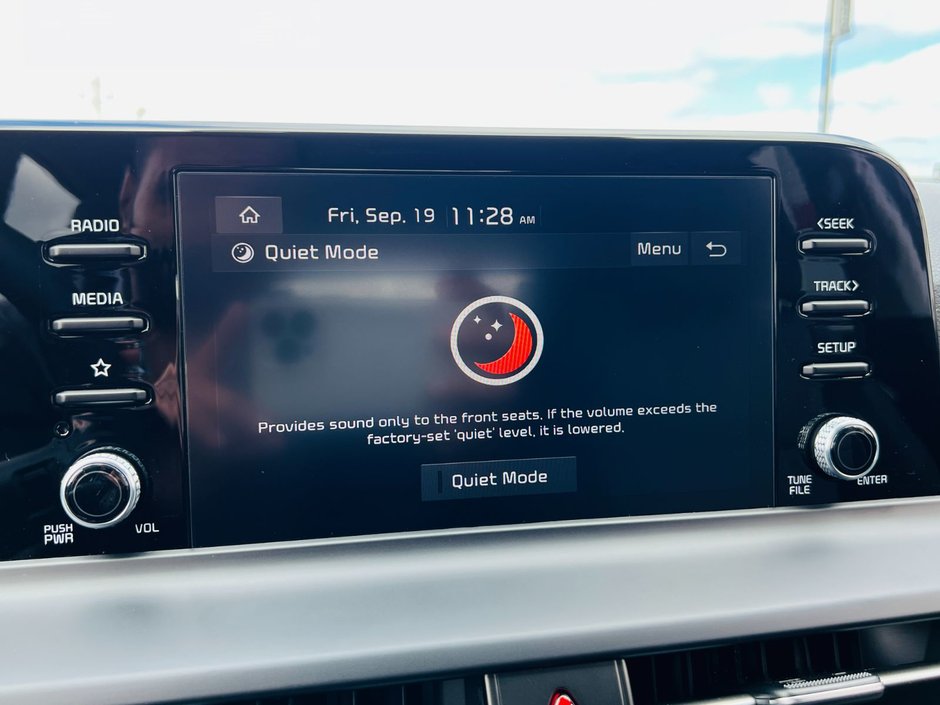 RADIO
MEDIA
PUSH
PWR
VOL
Fri, Sep. 19 11:28 AM
Quiet Mode
Menu
Provides sound only to the front seats. If the volume exceeds the
factory-set 'quiet' level, it is lowered.
Quiet Mode
<SEEK
TRACK>
SETUP
TUNE
FILE
ENTER